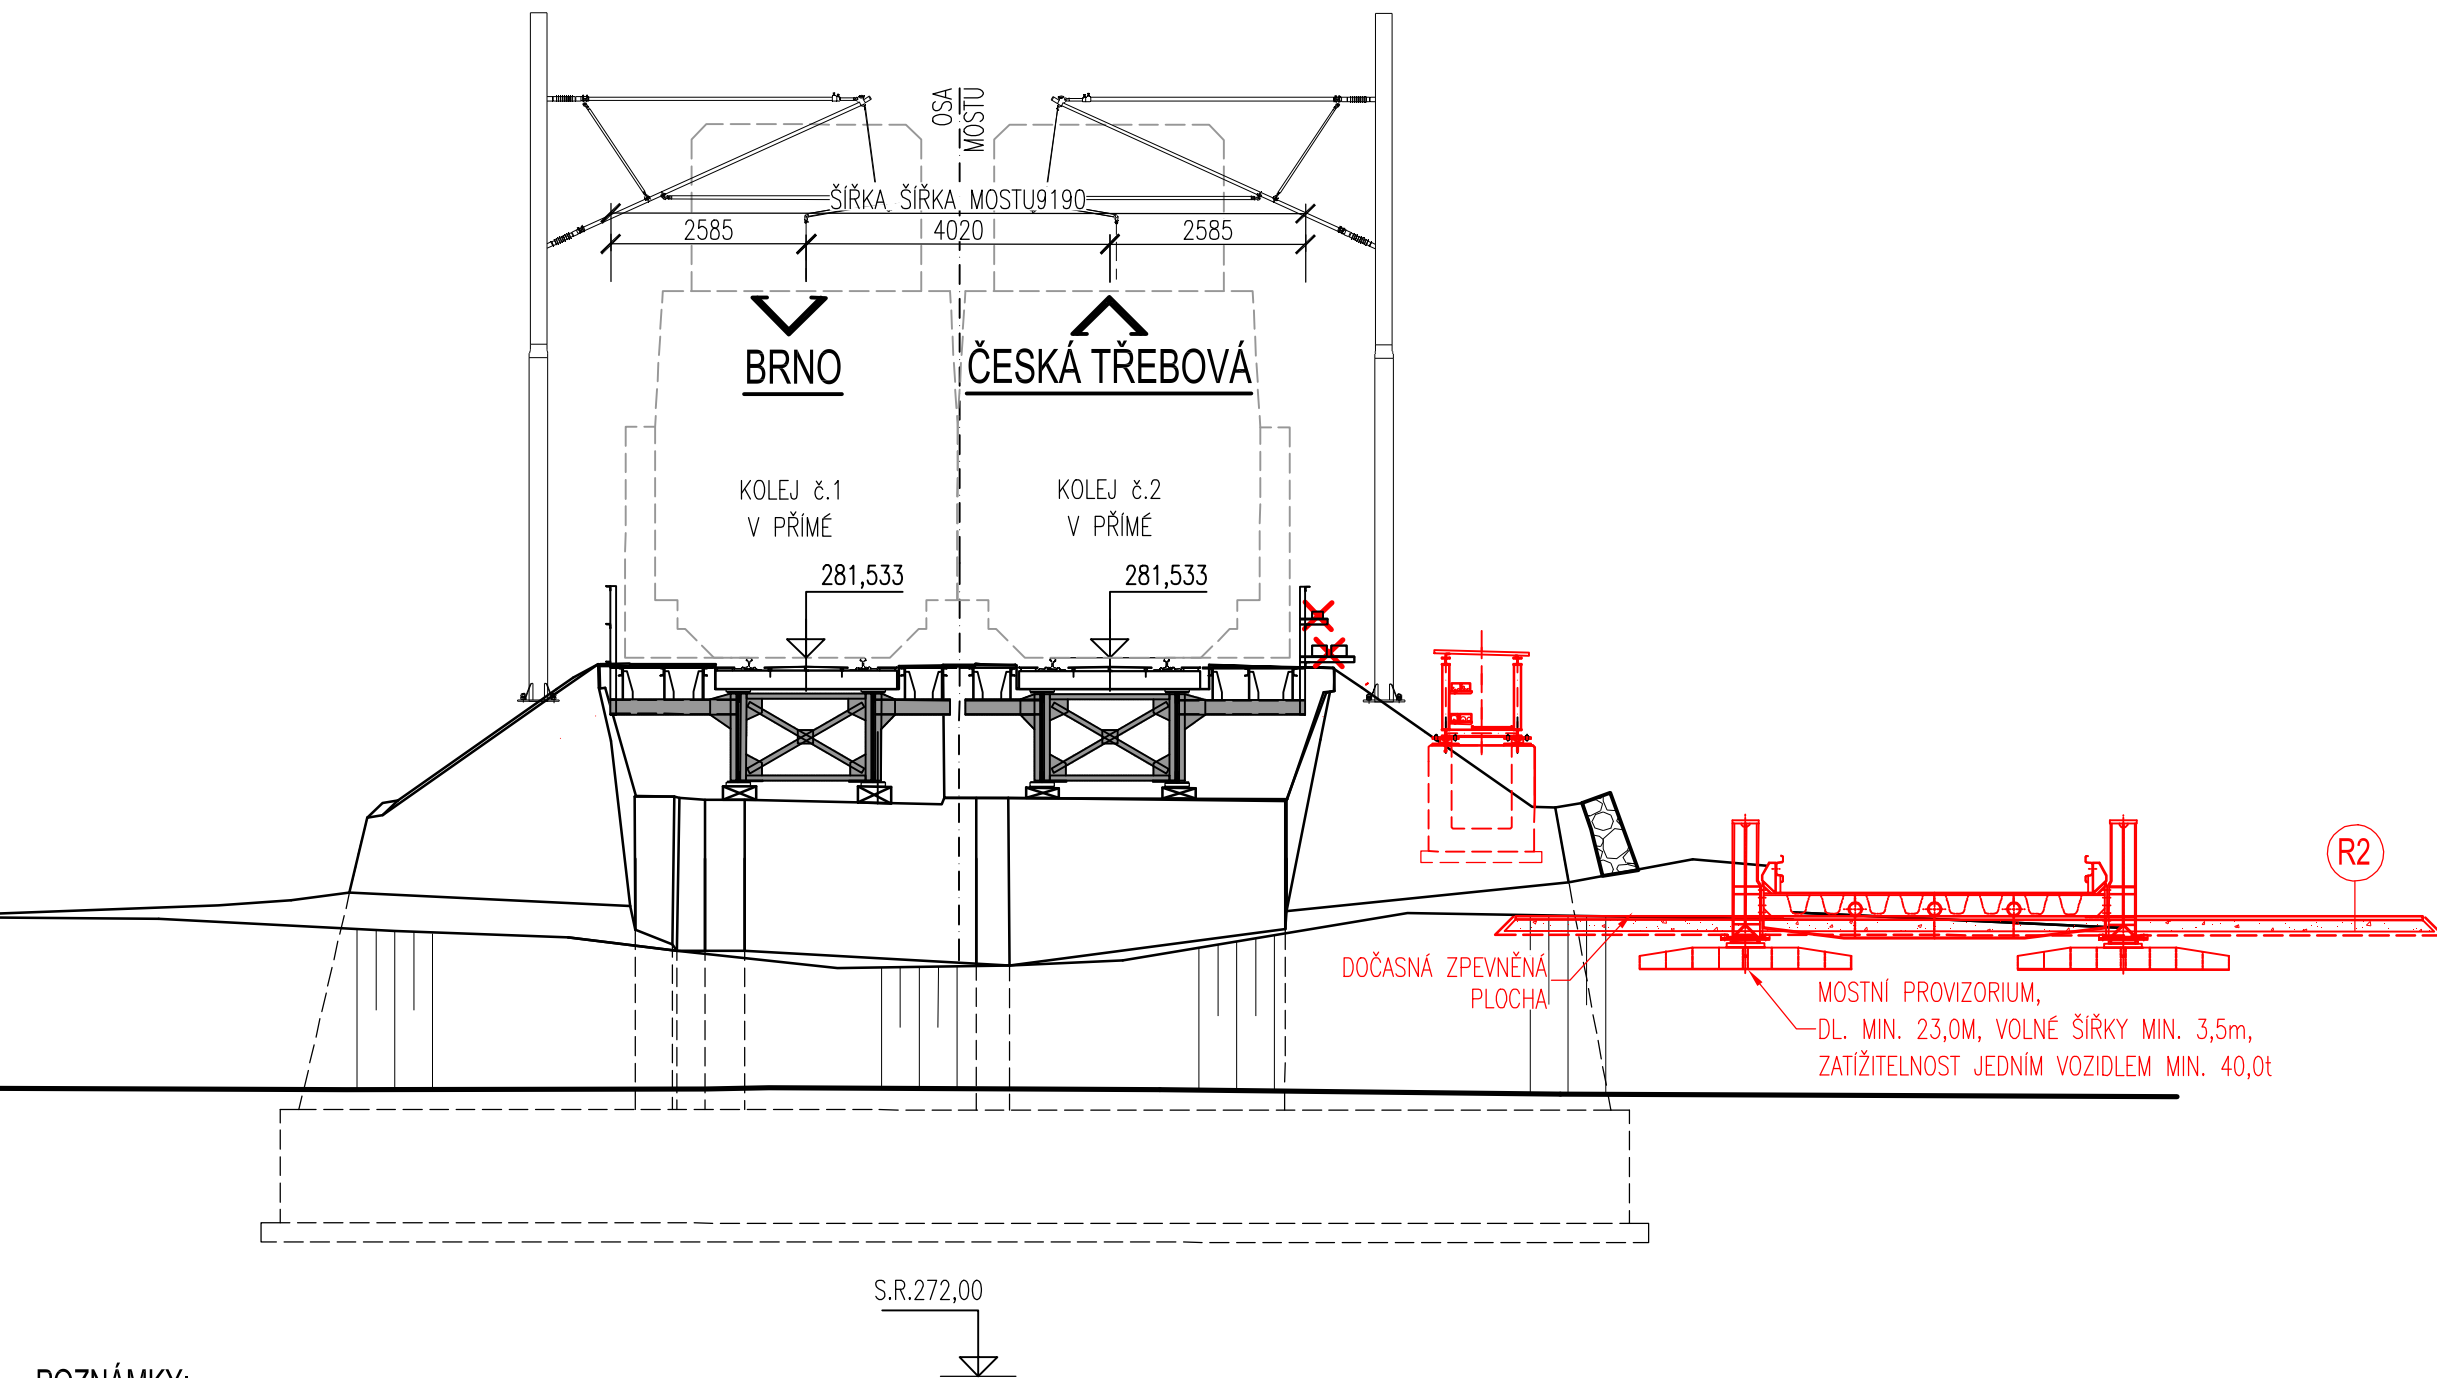 OSA
MOSTU
ŠÍŘKA ŠÍŘKA MOSTU9190
2585 4020 2585
BRNO ČESKÁ TŘEBOVÁ
KOLEJ č.1 KOLEJ č.2
V PŘÍMÉ V PŘÍMÉ
281,533 281,533
R2
DOČASNÁ ZPEVNĚNÁ
PLOCHA
MOSTNÍ PROVIZORIUM,
DL. MIN. 23,0M, VOLNÉ ŠÍŘKY MIN. 3,5m,
ZATÍŽITELNOST JEDNÍM VOZIDLEM MIN. 40,0t
S.R.272,00
POZNÁMKY: